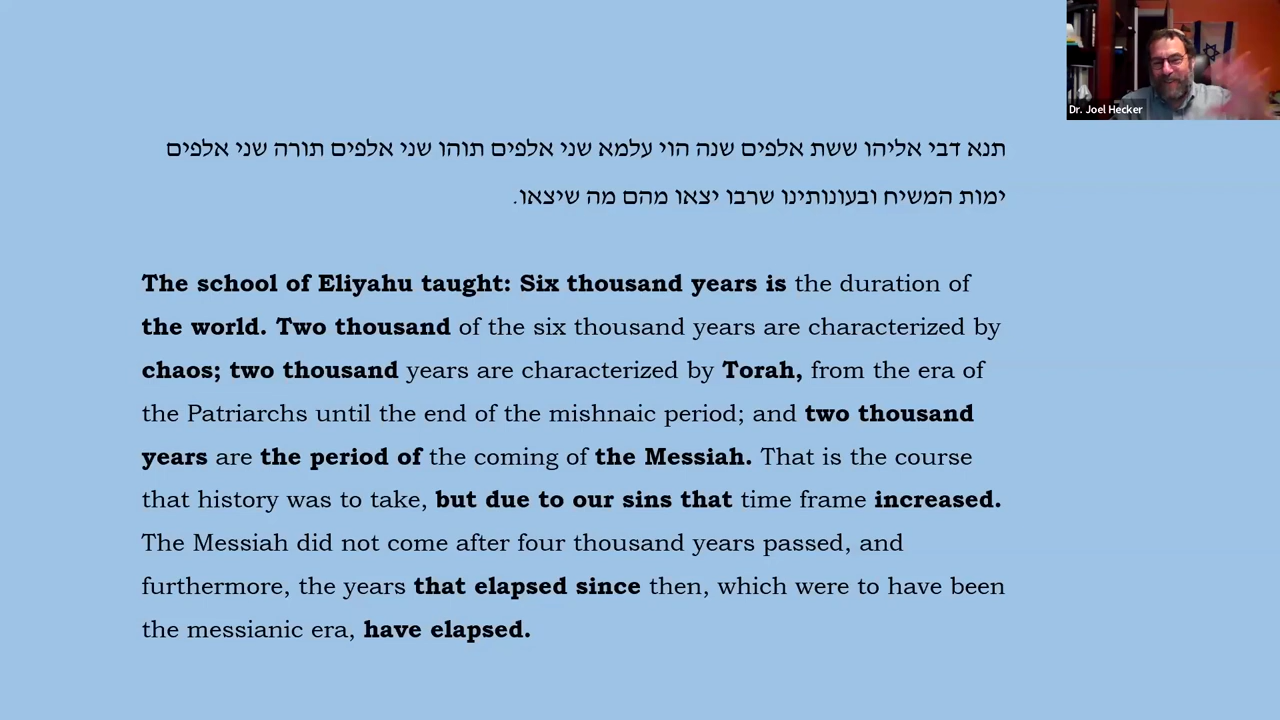 Dr. Joel Hecker
תנא דבי אליהו ששת אלפים שנה הוי עלמא שני אלפים תוהו שני אלפים תורה שני אלפים
ימות המשיח ובעונותינו שרבו יצאו מהם מה שיצאו.
The school of Eliyahu taught: Six thousand years is the duration of
the world. Two thousand of the six thousand years are characterized by
chaos; two thousand years are characterized by Torah, from the era of
the Patriarchs until the end of the mishnaic period; and two thousand
years are the period of the coming of the Messiah. That is the course
that history was to take, but due to our sins that time frame increased.
The Messiah did not come after four thousand years passed, and
furthermore, the years that elapsed since then, which were to have been
the messianic era, have elapsed.